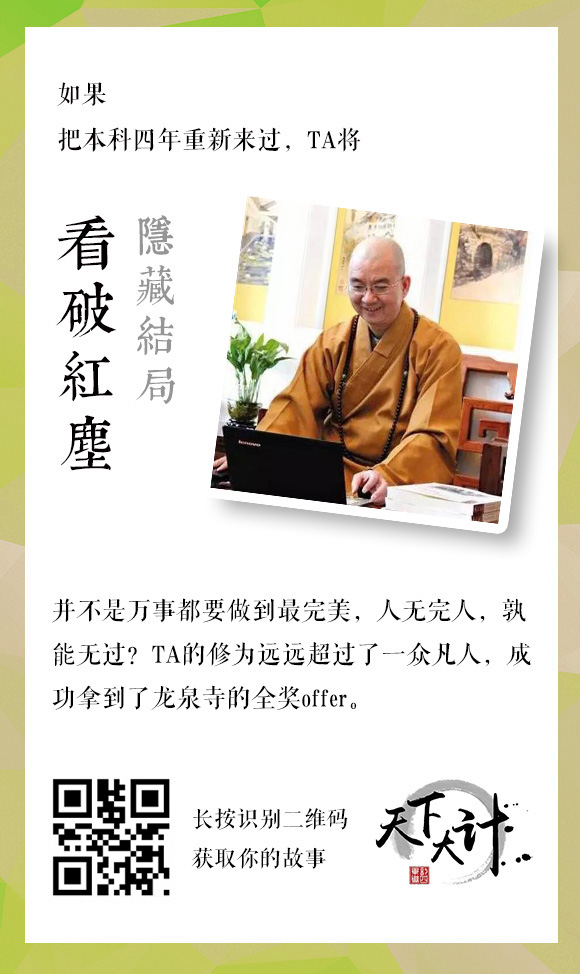 如果
把本科四年重新来过，TA将
看破紅塵
隱藏結局
并不是万事都要做到最完美，人无完人，孰
能无过？TA的修为远远超过了一众凡人，成
功拿到了龙泉寺的全奖offer。
长按识别二维码
获取你的故事
天下大计